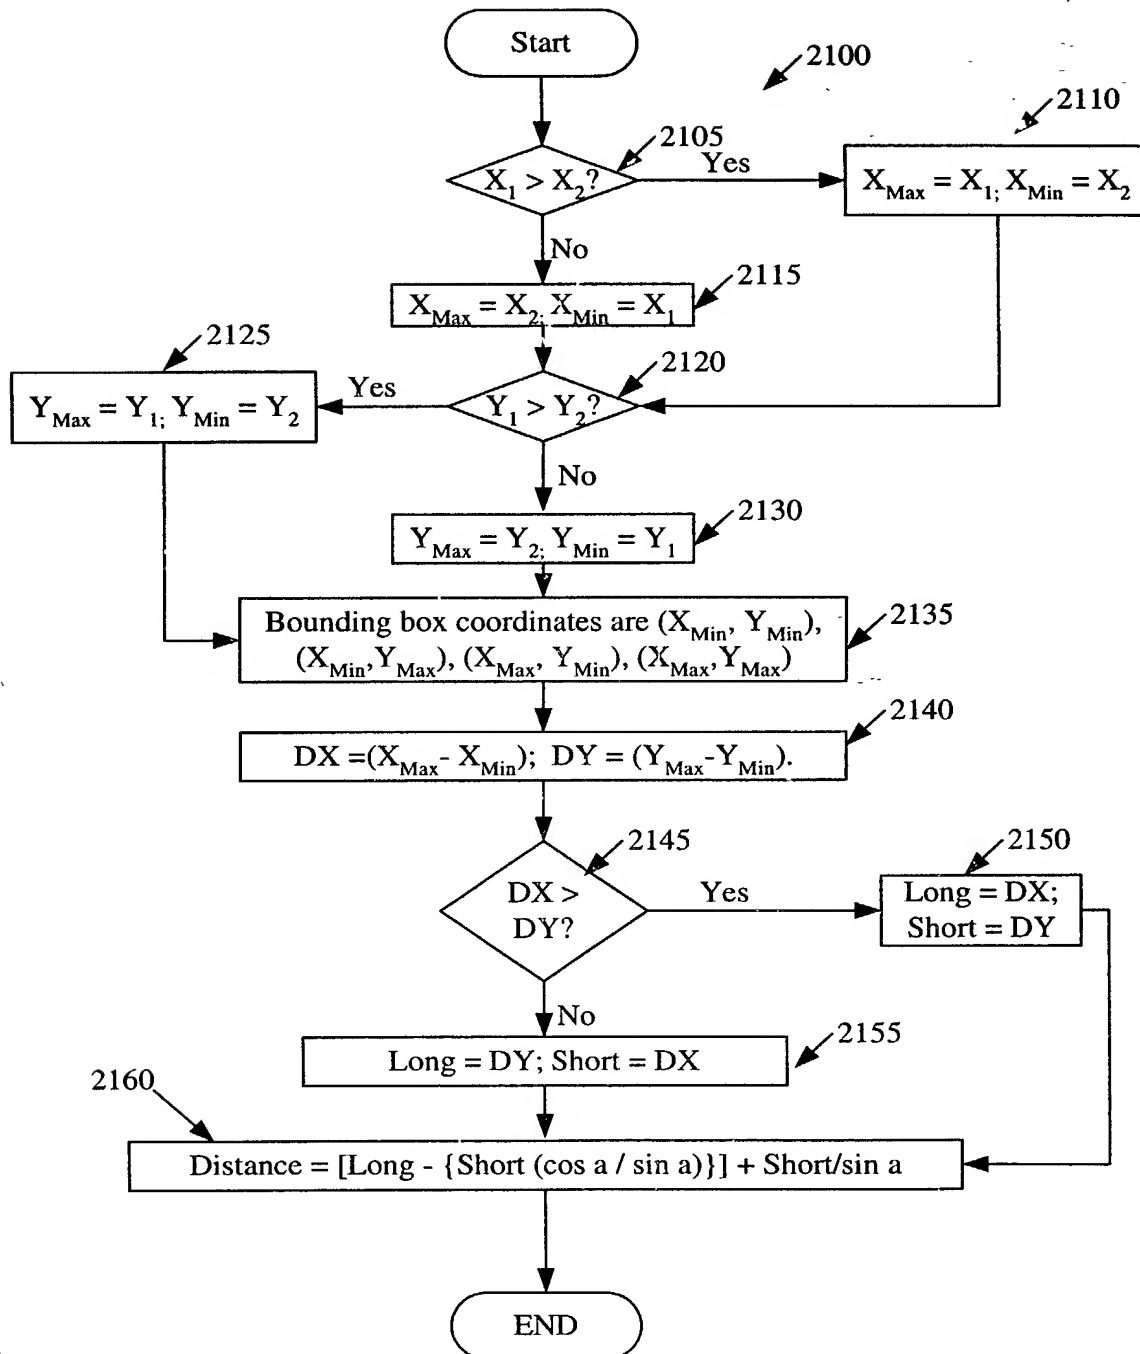 Start
2100
2110
2105
X1 > X2?
Yes
XMax = X1; XMin = X2
No
2115
XMax = X2; XMin = X1
2125
2120
Yes
YMax = Y1; YMin = Y2
Y1 > Y2?
No
2130
YMax = Y2; YMin = Y1
2135
Bounding box coordinates are (XMin, YMin),
(XMin,YMax), (XMax, YMin), (XMax,YMax)
2140
DX =(XMax- XMin); DY = (YMax-YMin).
2145
2150
DX >
DY?
Yes
Long = DX;
Short = DY
No
2155
Long = DY; Short = DX
2160
Distance = [Long - {Short (cos a / sin a)}] + Short/sin a
END